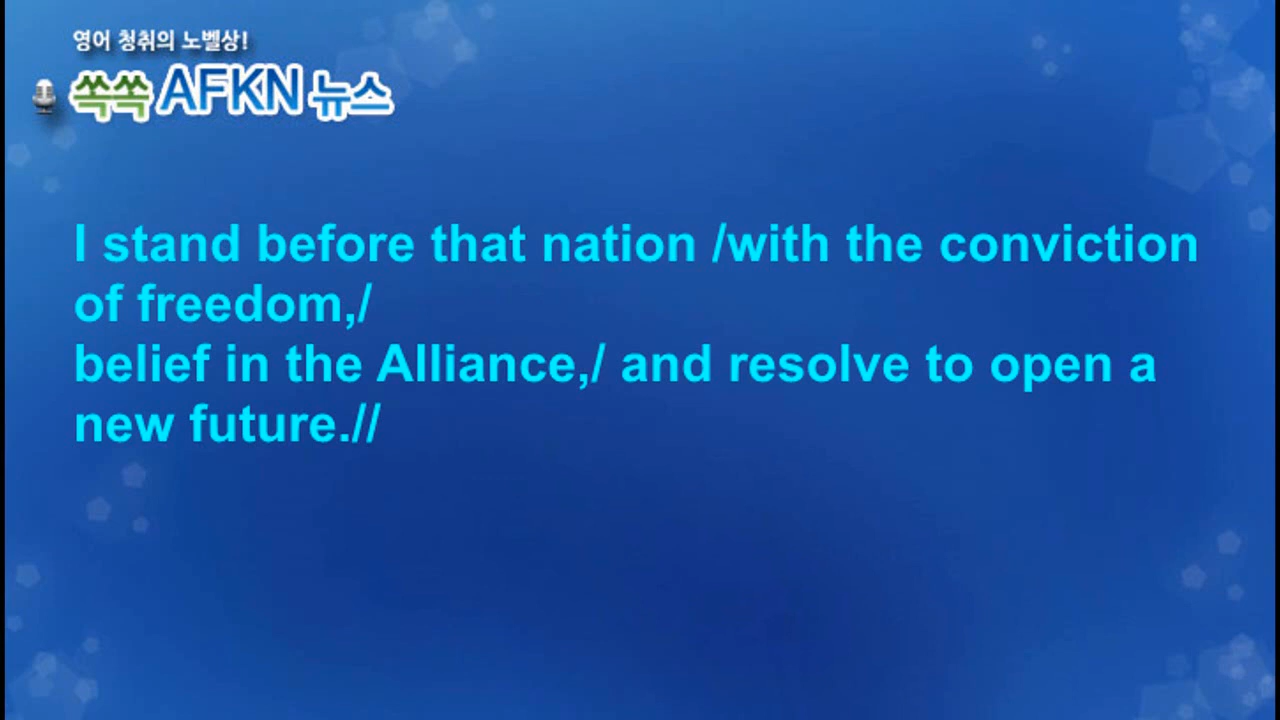 영어 청취의 노벨상!
쏙쏙 AFKN 뉴스
I stand before that nation /with the conviction
of freedom,/
belief in the Alliance,/ and resolve to open a
new future.//